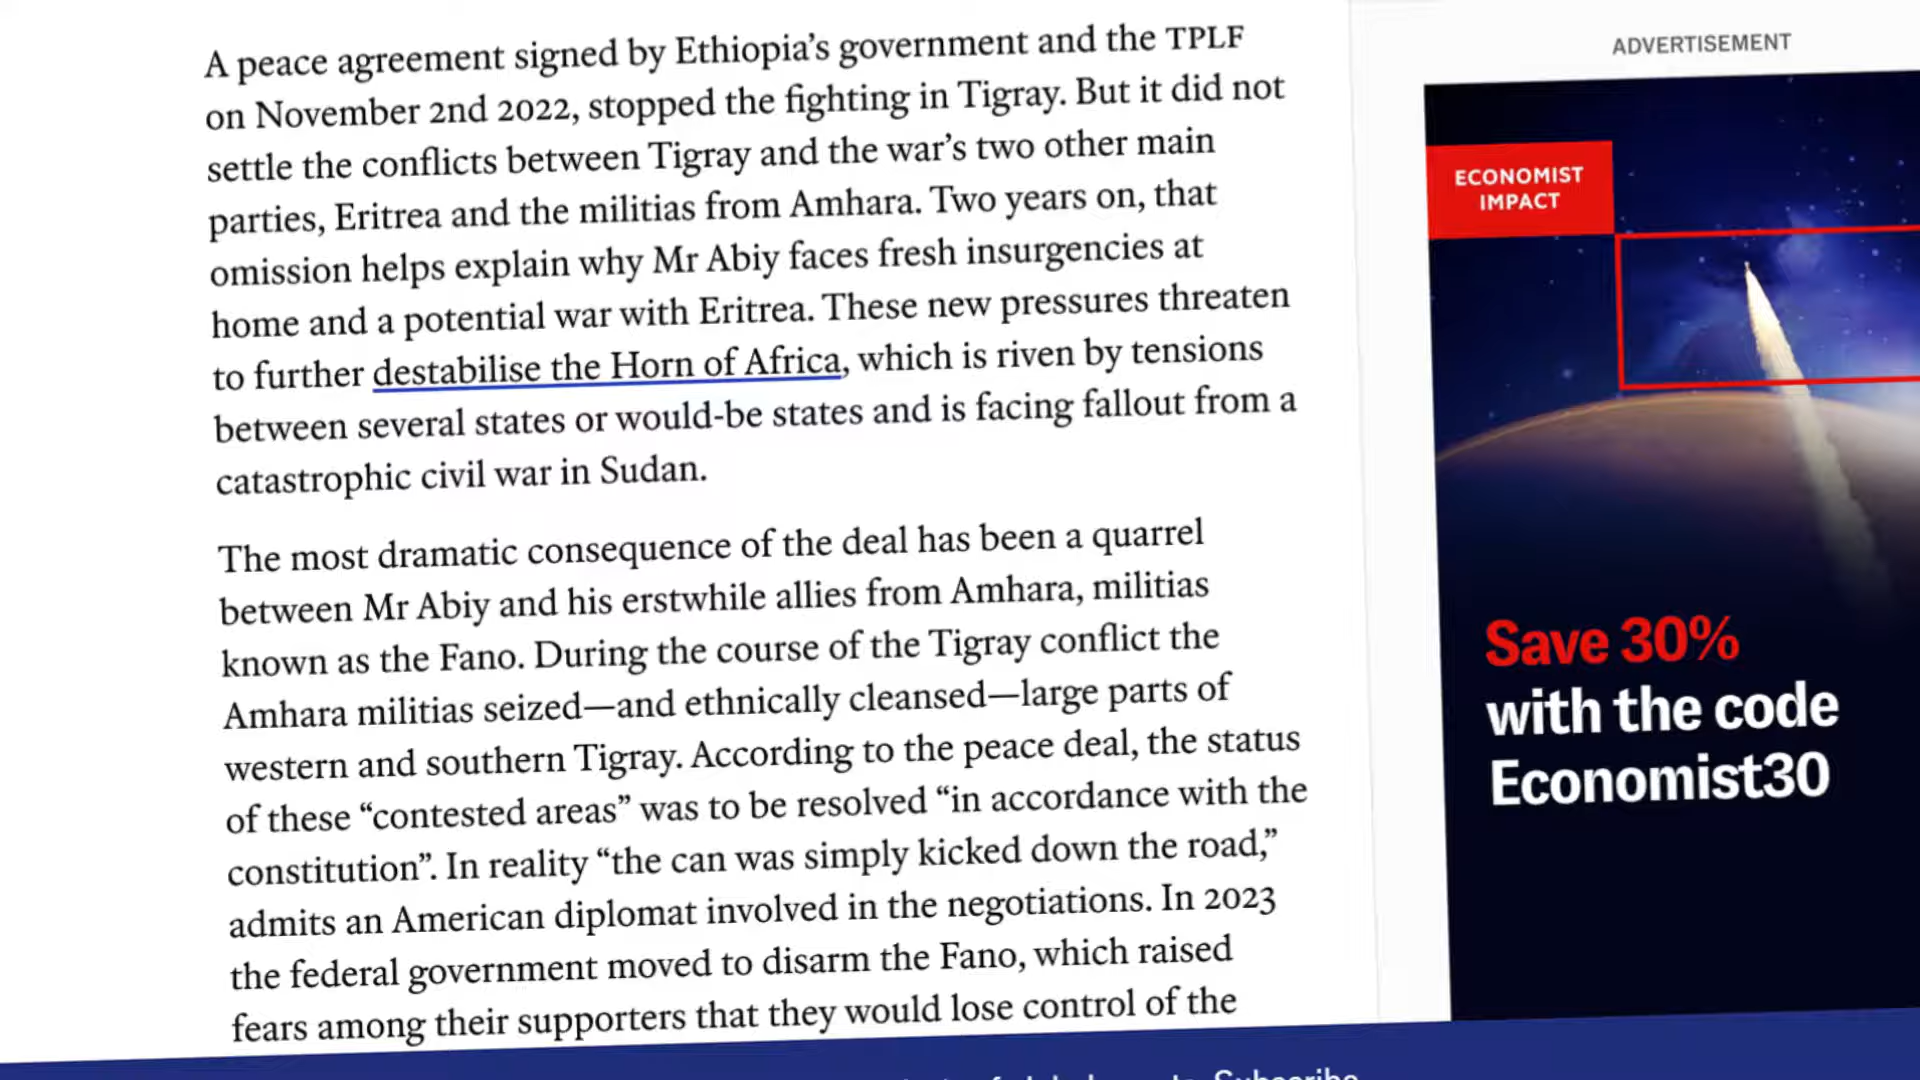 A peace agreement signed by Ethiopia’s government and the TPLF
on November 2nd 2022, stopped the fighting in Tigray. But it did not
settle the conflicts between Tigray and the war’s two other main
parties, Eritrea and the militias from Amhara. Two years on, that
omission helps explain why Mr Abiy faces fresh insurgencies at
home and a potential war with Eritrea. These new pressures threaten
to further destabilise the Horn of Africa, which is riven by tensions
between several states or would-be states and is facing fallout from a
catastrophic civil war in Sudan.
The most dramatic consequence of the deal has been a quarrel
between Mr Abiy and his erstwhile allies from Amhara, militias
known as the Fano. During the course of the Tigray conflict the
Amhara militias seized—and ethnically cleansed—large parts of
western and southern Tigray. According to the peace deal, the status
of these “contested areas” was to be resolved “in accordance with the
constitution”. In reality “the can was simply kicked down the road,”
admits an American diplomat involved in the negotiations. In 2023
the federal government moved to disarm the Fano, which raised
fears among their supporters that they would lose control of the
ADVERTISEMENT
ECONOMIST
IMPACT
Save 30%
with the code
Economist30
Subscribe